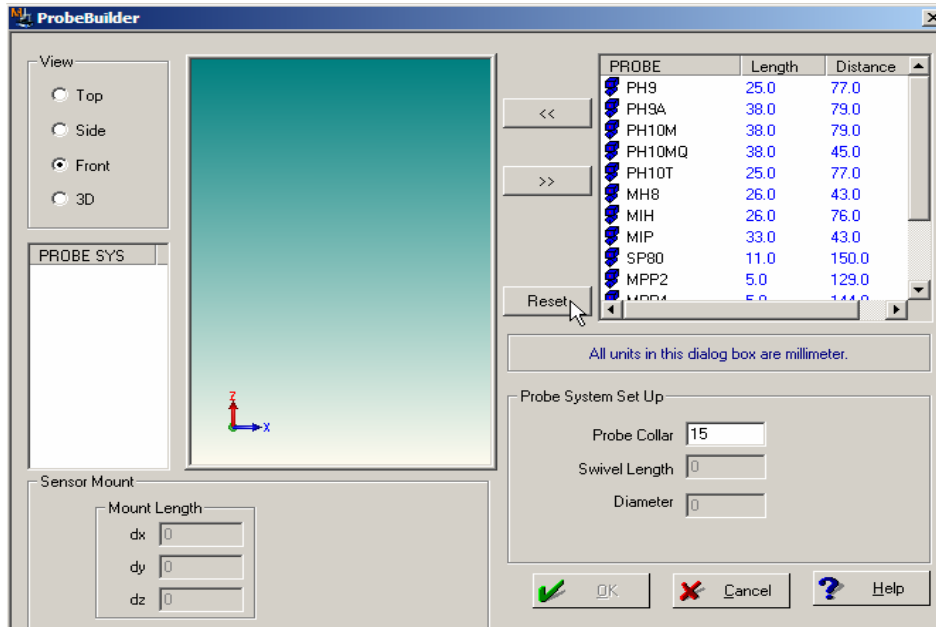 ProbeBuilder
View
Top
Side
Front
3D
PROBE SYS
<<
>>
Reset
PROBE Length Distance
PH9 25.0 77.0
PH9A 38.0 79.0
PH10M 38.0 79.0
PH10MQ 38.0 45.0
PH10T 25.0 77.0
MH8 26.0 43.0
MIH 26.0 76.0
MIP 33.0 43.0
SP80 11.0 150.0
MPP2 5.0 129.0
MPP4 5.0 144.0
All units in this dialog box are millimeter.
Z
X
Probe System Set Up
Probe Collar 15
Swivel Length 0
Diameter 0
Sensor Mount
Mount Length
dx 0
dy 0
dz 0
OK
Cancel
Help